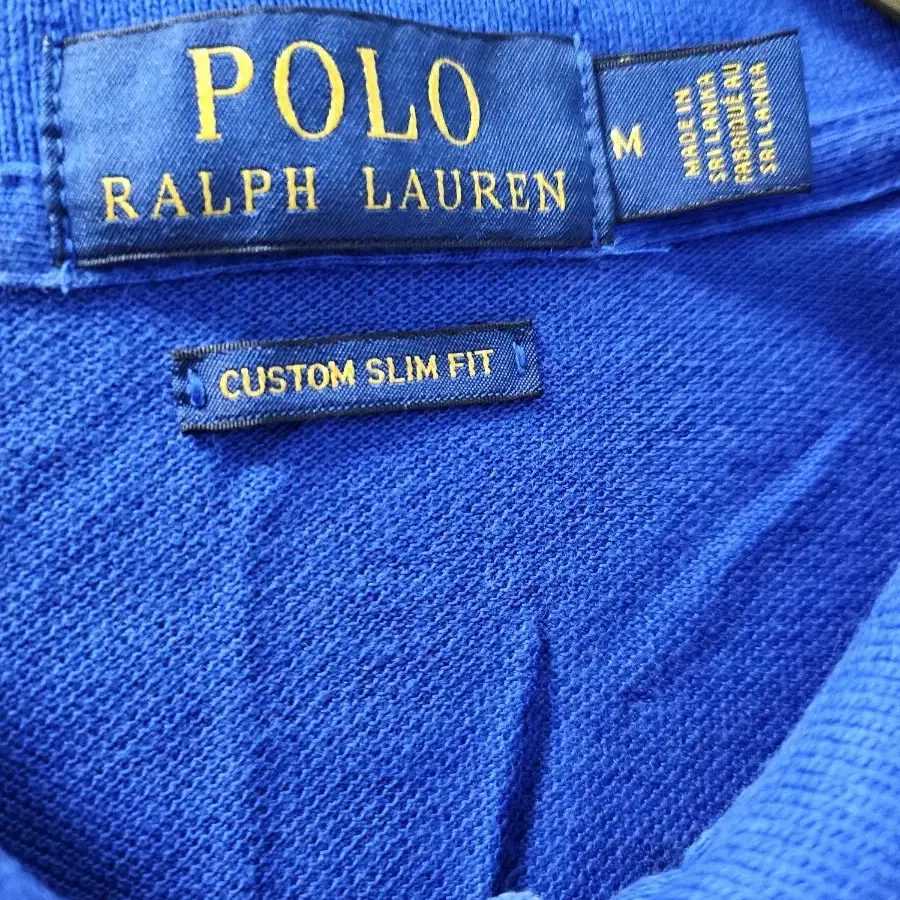 POLO
RALPH LAUREN
M
MADE IN
SRI LANKA
FABRIQUÉ AU
SRI LANKA
CUSTOM SLIM FIT